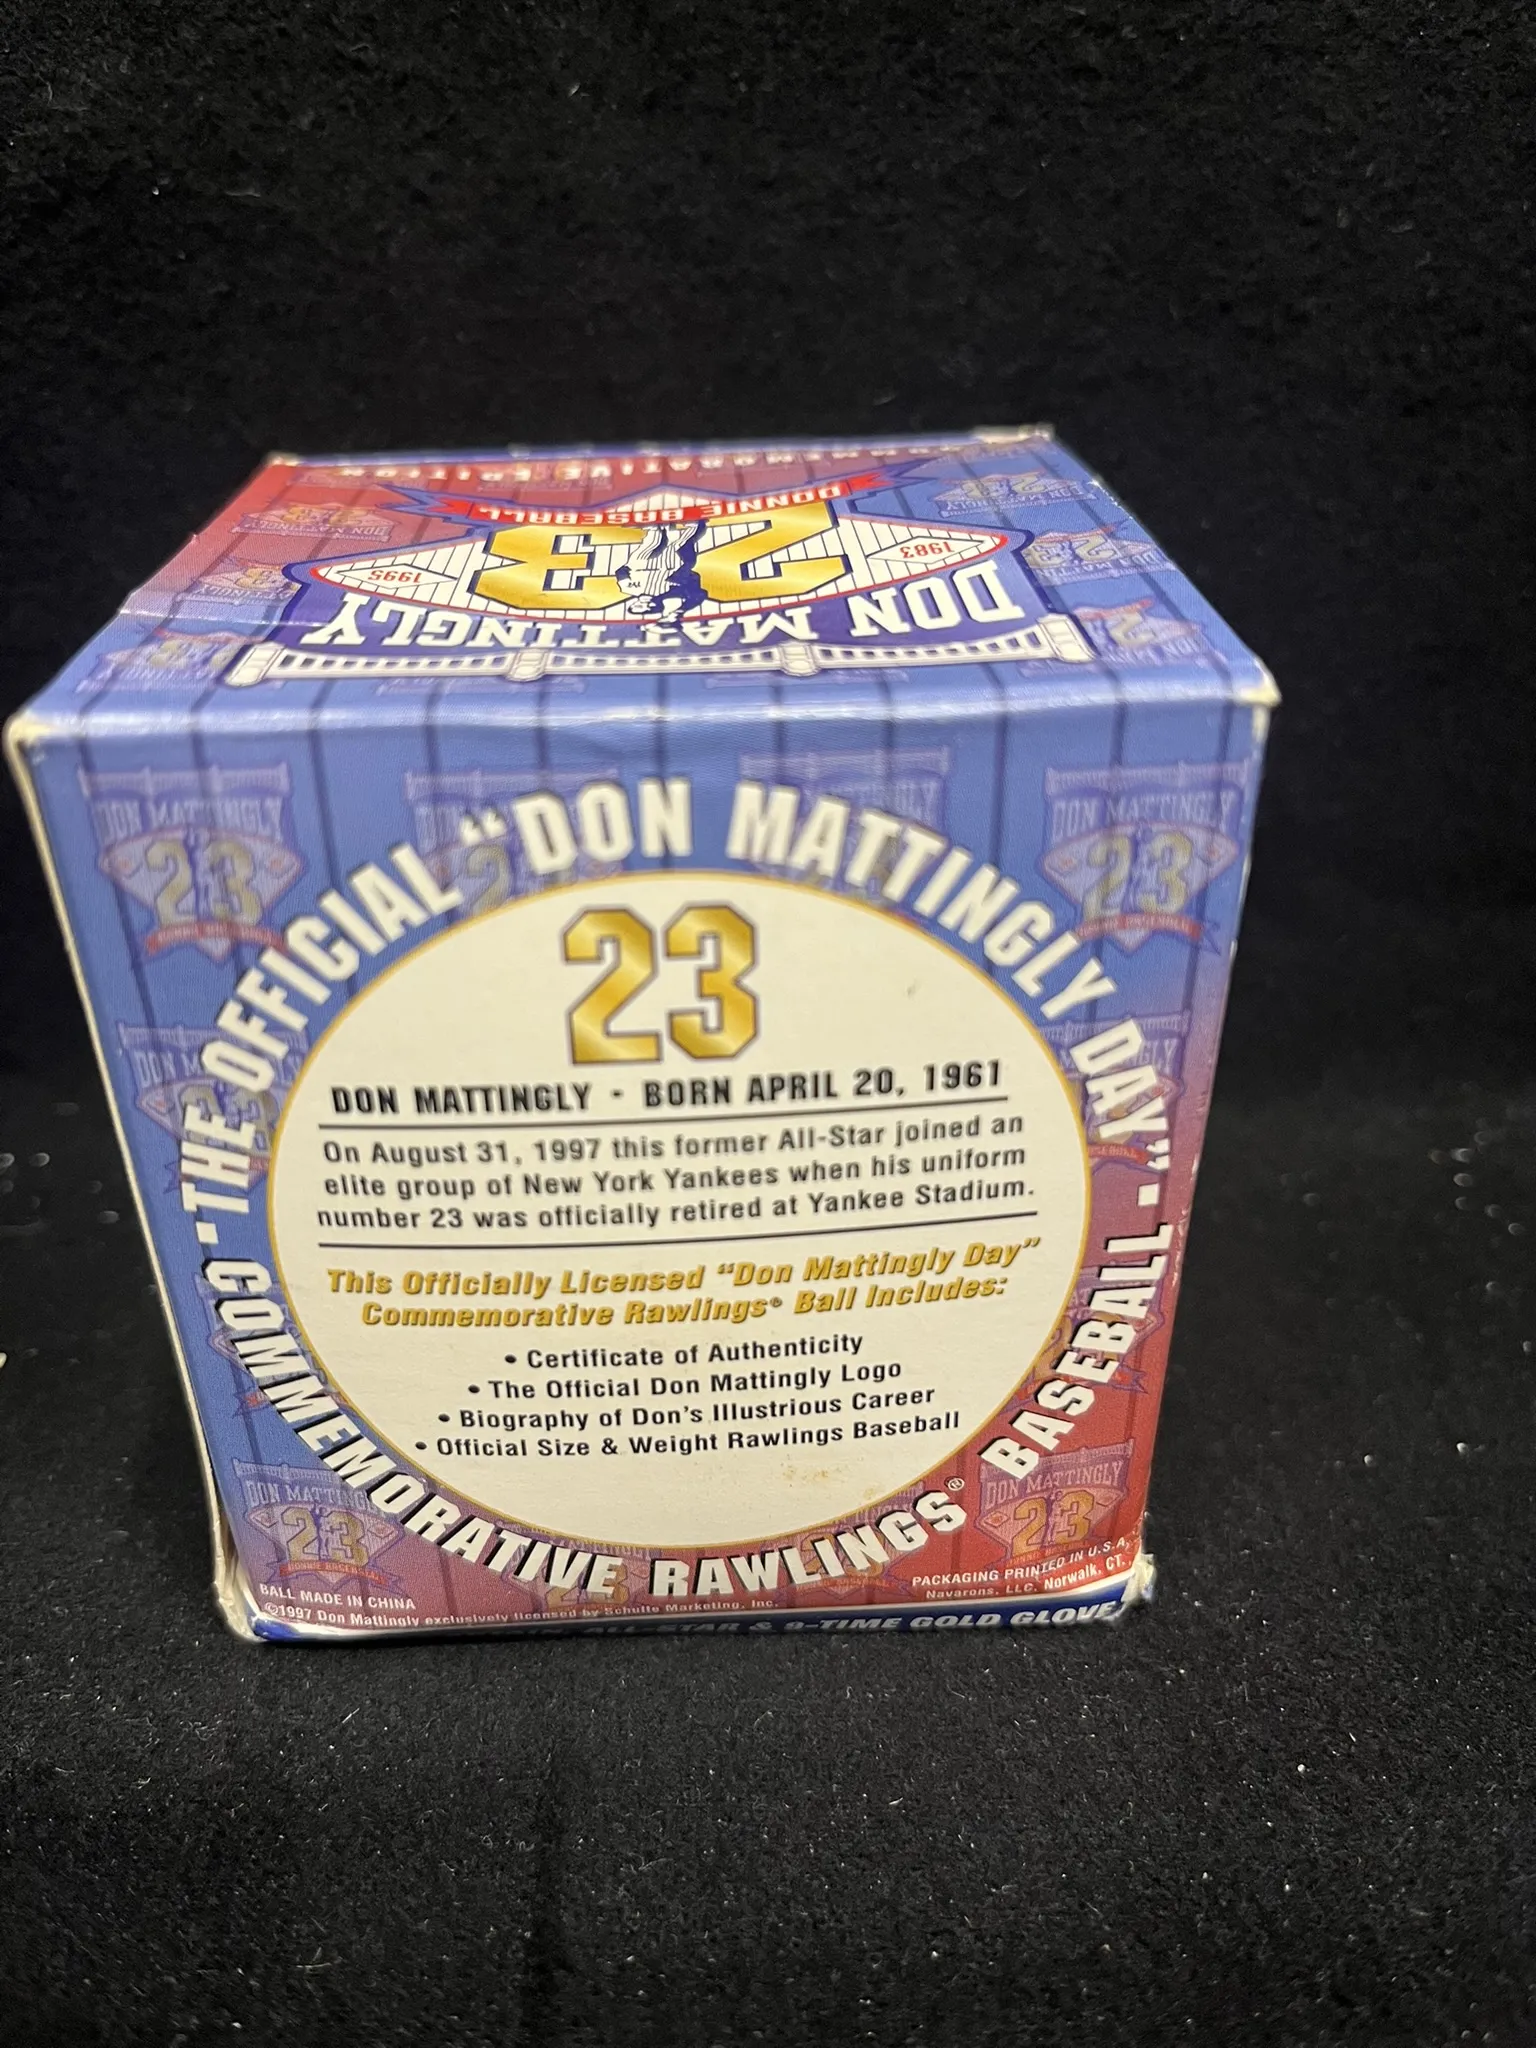 COMMEMORATIVE EDITION
DONNIE BASEBALL
23
1983
1995
DON MATTINGLY
• THE OFFICIAL “DON MATTINGLY DAY” •
COMMEMORATIVE RAWLINGS® BASEBALL
23
DON MATTINGLY - BORN APRIL 20, 1961
On August 31, 1997 this former All-Star joined an
elite group of New York Yankees when his uniform
number 23 was officially retired at Yankee Stadium.
This Officially Licensed “Don Mattingly Day”
Commemorative Rawlings® Ball Includes:
• Certificate of Authenticity
• The Official Don Mattingly Logo
• Biography of Don's Illustrious Career
• Official Size & Weight Rawlings Baseball
BALL MADE IN CHINA
©1997 Don Mattingly exclusively licensed by Schulte Marketing, Inc.
PACKAGING PRINTED IN U.S.A.
Navarons, LLC. Norwalk, CT.
ALL-STAR & 9-TIME GOLD GLOVE